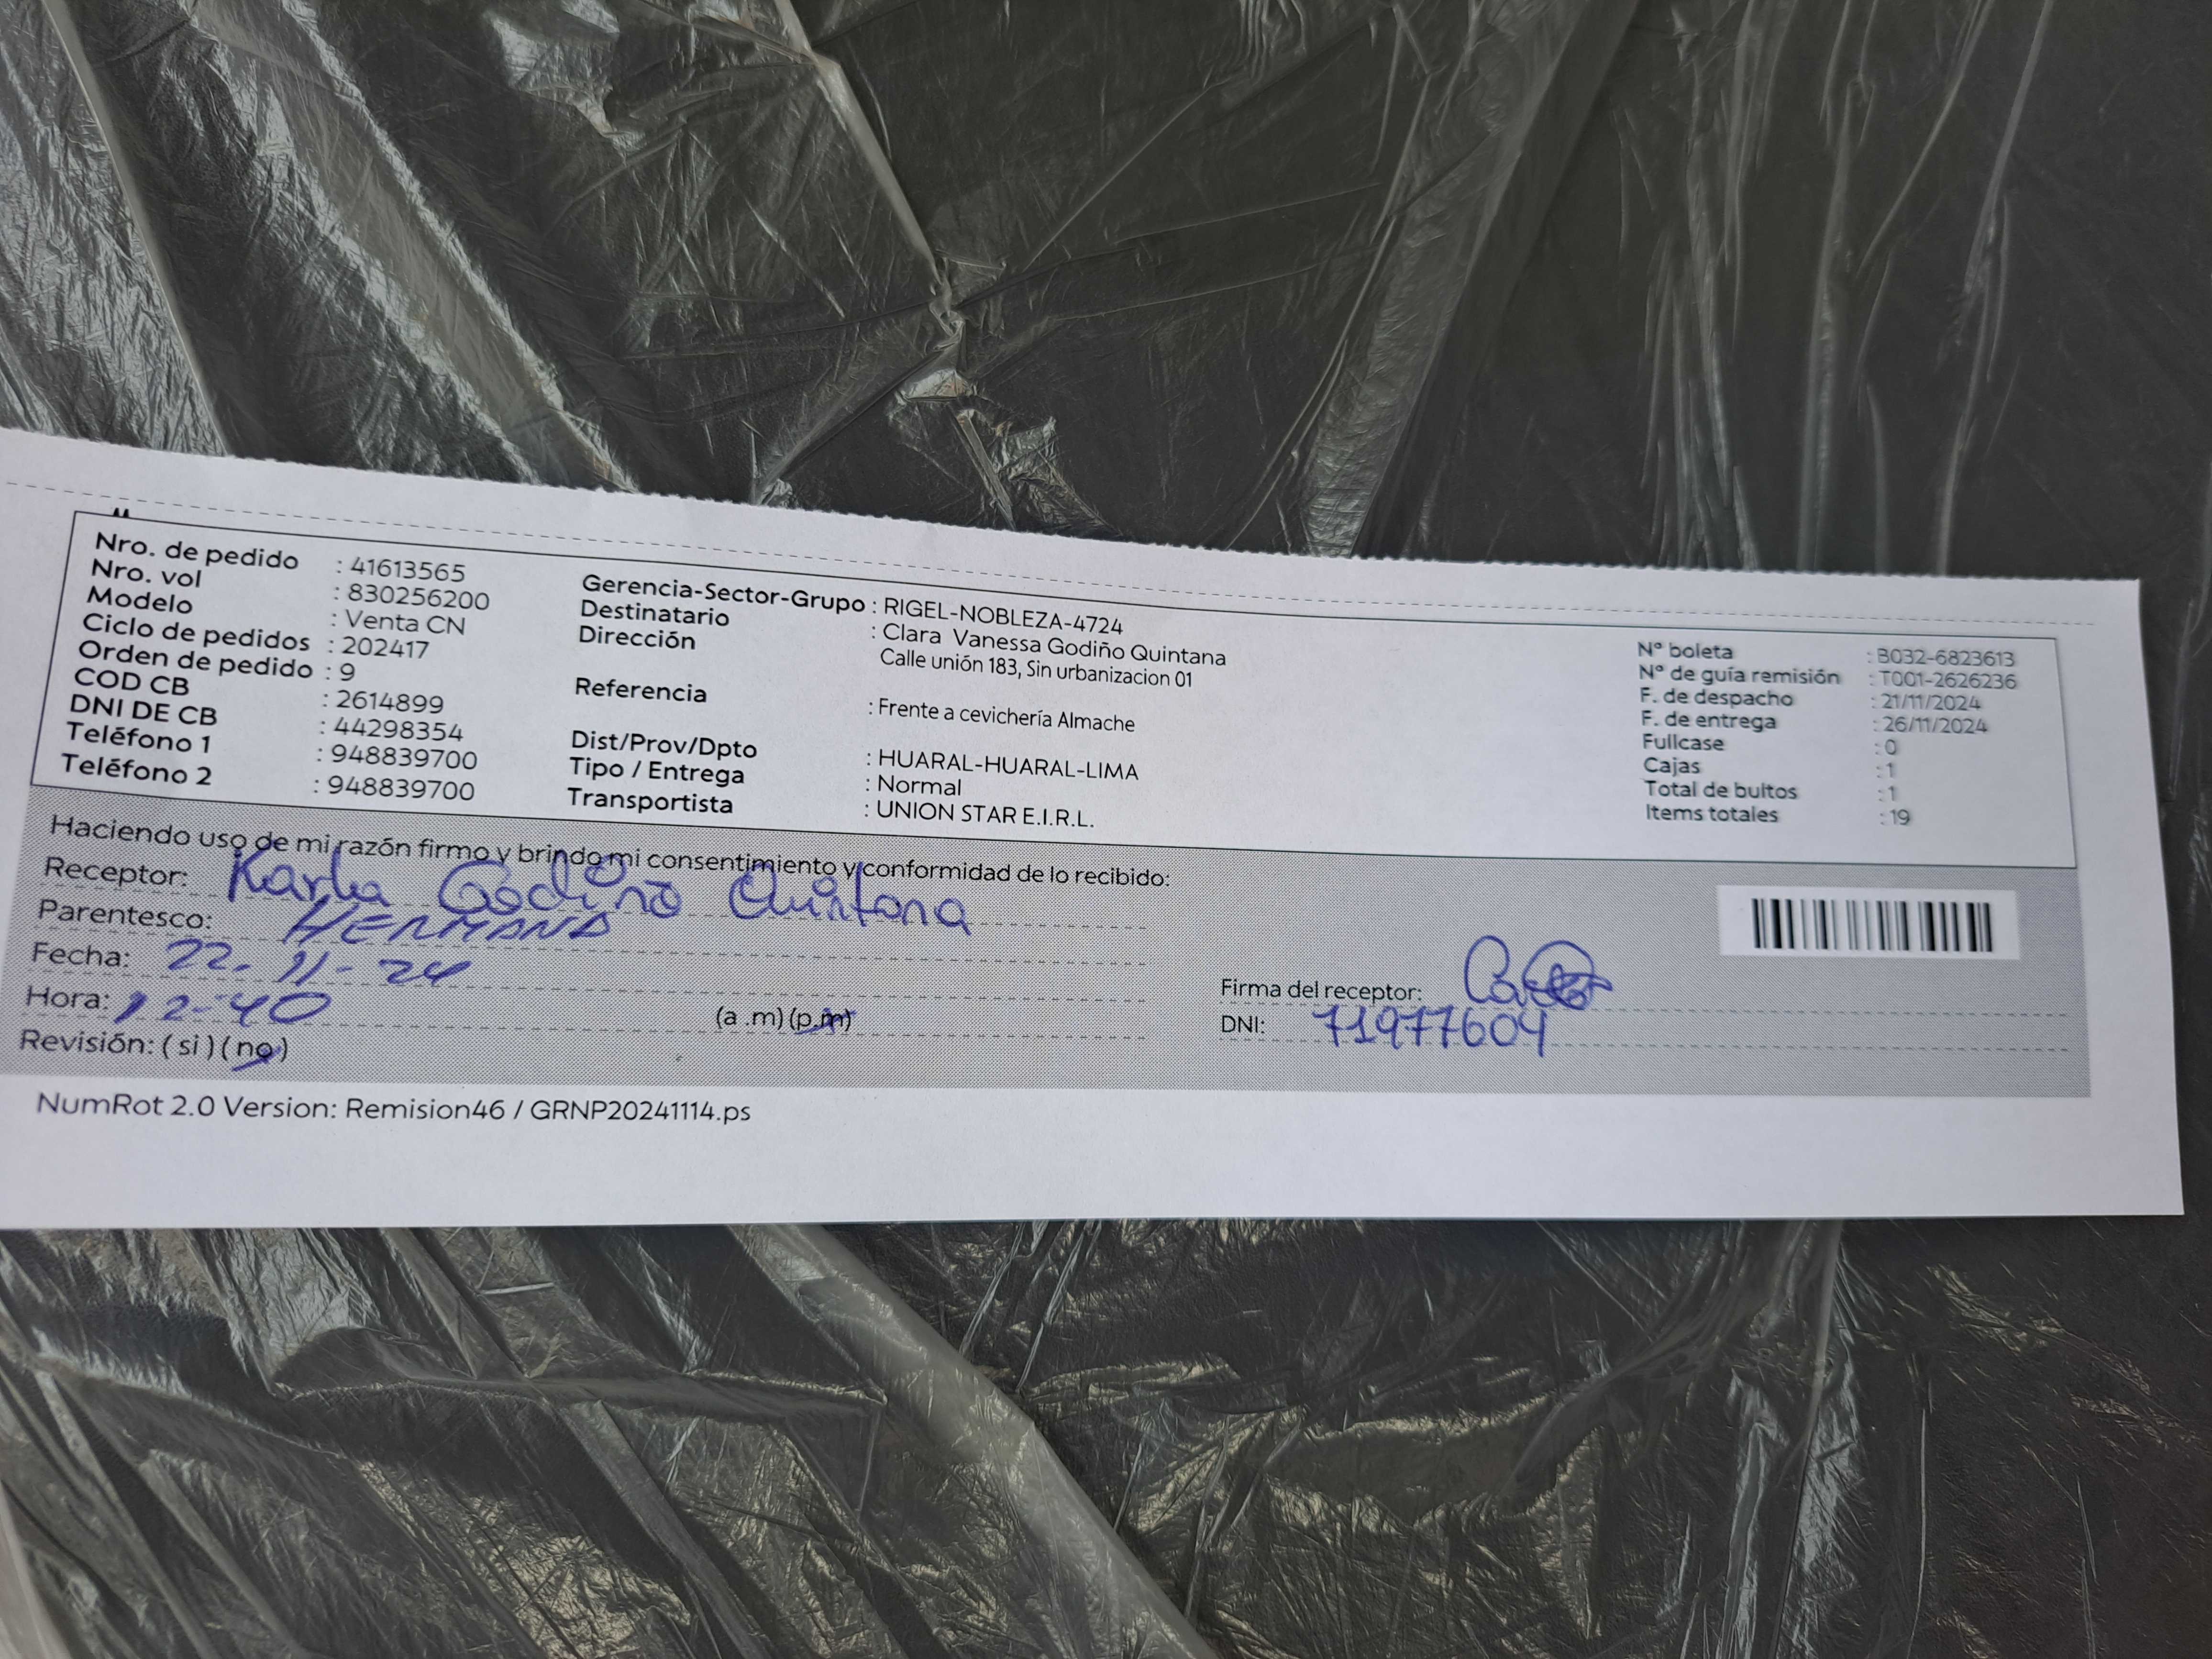 Nro. de pedido : 41613565
Nro. vol : 830256200
Modelo : Venta CN
Ciclo de pedidos : 202417
Orden de pedido : 9
COD CB : 2614899
DNI DE CB : 44298354
Teléfono 1 : 948839700
Teléfono 2 : 948839700
Gerencia-Sector-Grupo : RIGEL-NOBLEZA-4724
Destinatario : Clara Vanessa Godiño Quintana
Dirección Calle unión 183, Sin urbanizacion 01
Referencia : Frente a cevichería Almache
Dist/Prov/Dpto : HUARAL-HUARAL-LIMA
Tipo / Entrega : Normal
Transportista : UNION STAR E.I.R.L.
N° boleta : B032-6823613
N° de guía remisión : T001-2626236
F. de despacho : 21/11/2024
F. de entrega : 26/11/2024
Fullcase : 0
Cajas : 1
Total de bultos : 1
Items totales : 19
Haciendo uso de mi razón firmo y brindo mi consentimiento y conformidad de lo recibido:
Receptor: Karla Godiño Quintana
Parentesco: HERMANA
Fecha: 22-11-24
Hora: 12-40 (a .m) (p.m)
Revisión: ( si ) ( no )
Firma del receptor:
DNI: 71977604
NumRot 2.0 Version: Remision46 / GRNP20241114.ps